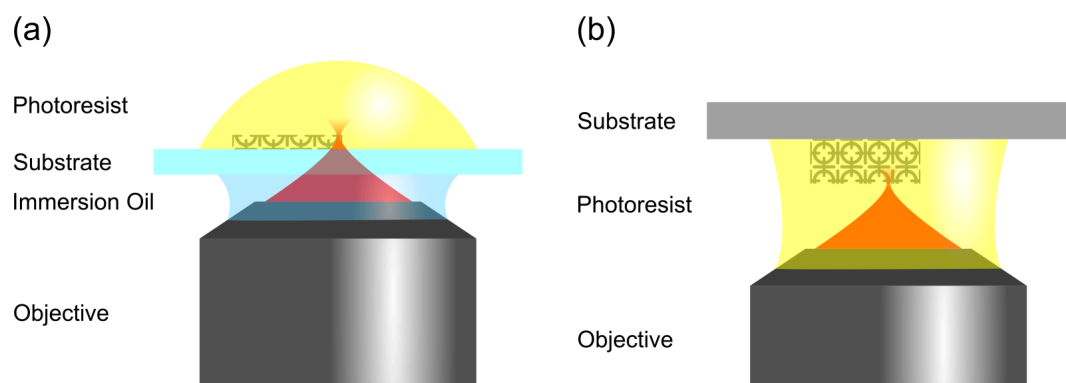 (a)
Photoresist
Substrate
Immersion Oil
Objective
(b)
Substrate
Photoresist
Objective